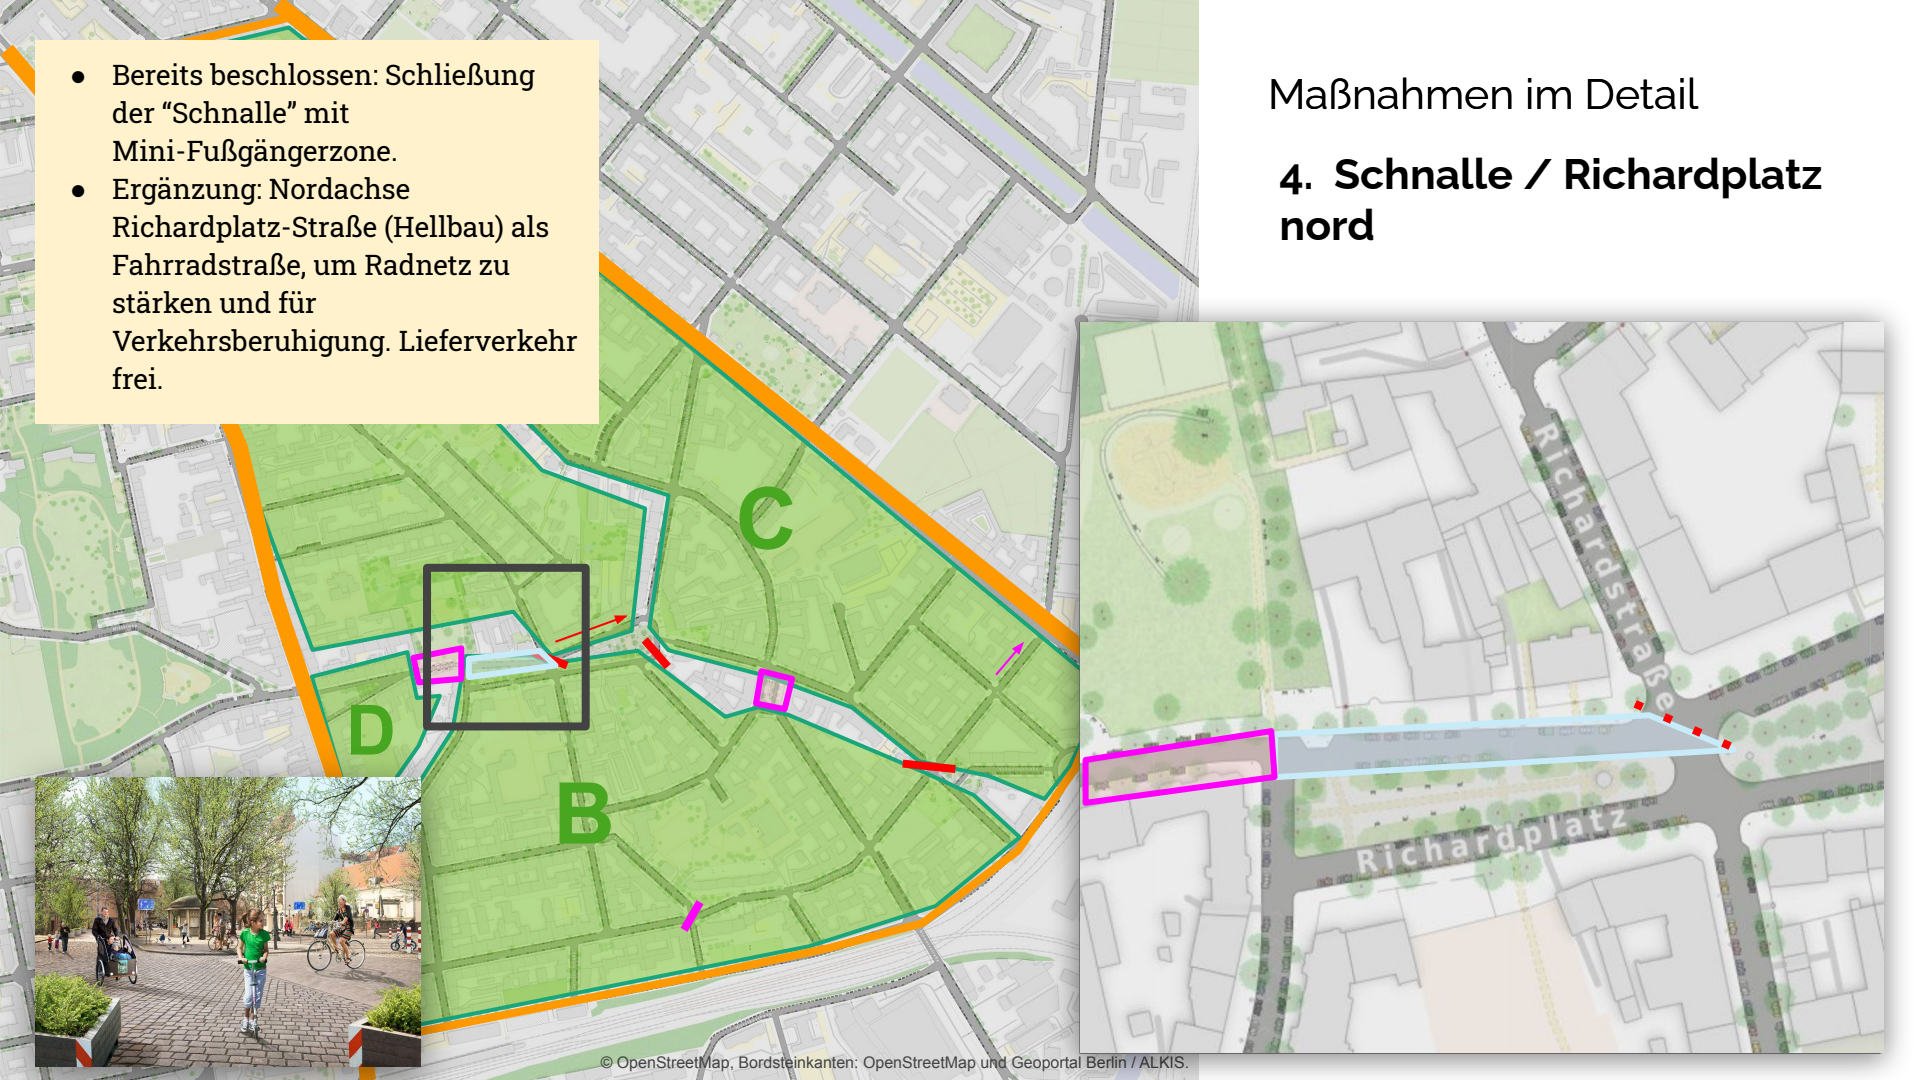 ● Bereits beschlossen: Schließung
der “Schnalle” mit
Mini-Fußgängerzone.
● Ergänzung: Nordachse
Richardplatz-Straße (Hellbau) als
Fahrradstraße, um Radnetz zu
stärken und für
Verkehrsberuhigung. Lieferverkehr
frei.
Maßnahmen im Detail
4. Schnalle / Richardplatz
nord
C
D
B
Richardstraße
Richardplatz
© OpenStreetMap, Bordsteinkanten: OpenStreetMap und Geoportal Berlin / ALKIS.